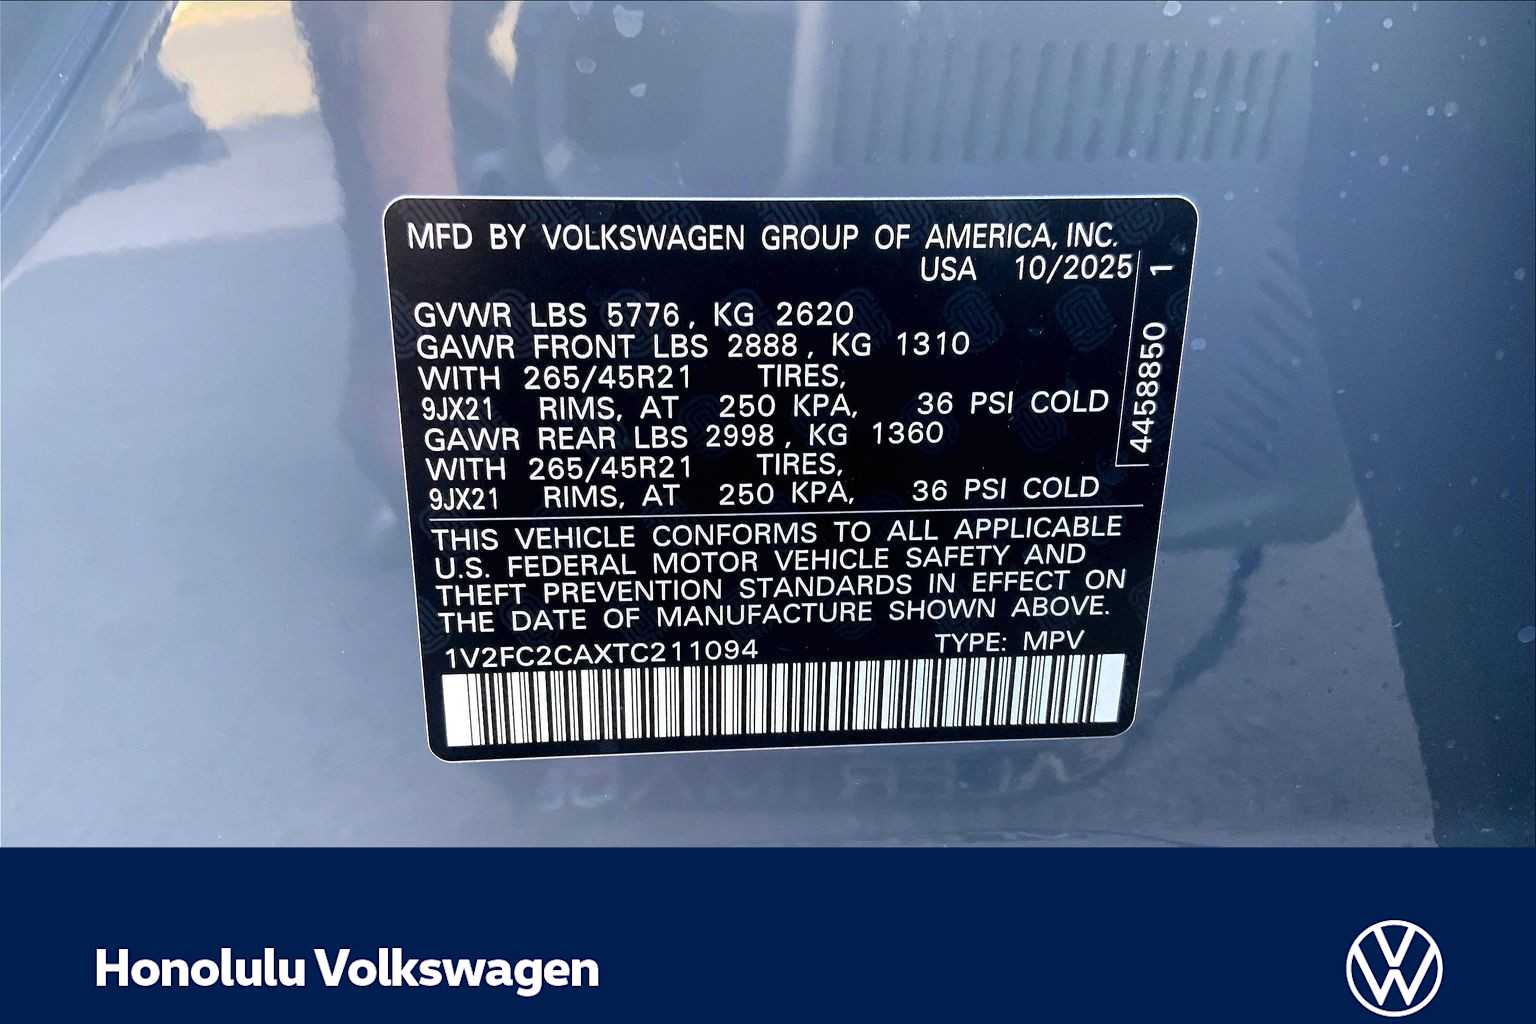 MFD BY VOLKSWAGEN GROUP OF AMERICA, INC.
USA 10/2025
GVWR LBS 5776, KG 2620
GAWR FRONT LBS 2888, KG 1310
WITH 265/45R21 TIRES,
9JX21 RIMS, AT 250 KPA, 36 PSI COLD
GAWR REAR LBS 2998, KG 1360
WITH 265/45R21 TIRES,
9JX21 RIMS, AT 250 KPA, 36 PSI COLD
4458850 1
THIS VEHICLE CONFORMS TO ALL APPLICABLE
U.S. FEDERAL MOTOR VEHICLE SAFETY AND
THEFT PREVENTION STANDARDS IN EFFECT ON
THE DATE OF MANUFACTURE SHOWN ABOVE.
1V2FC2CAXTC211094 TYPE: MPV
Honolulu Volkswagen